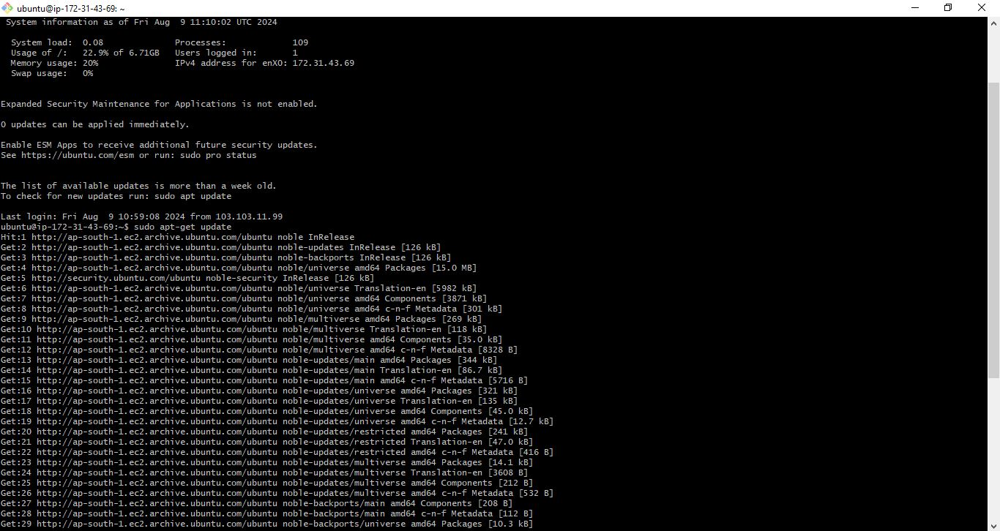 ubuntu@ip-172-31-43-69: ~
System information as of Fri Aug  9 11:10:02 UTC 2024
System load:  0.08               Processes:             109
Usage of /:   22.9% of 6.71GB   Users logged in:       1
Memory usage: 20%               IPv4 address for enX0: 172.31.43.69
Swap usage:   0%
Expanded Security Maintenance for Applications is not enabled.
0 updates can be applied immediately.
Enable ESM Apps to receive additional future security updates.
See https://ubuntu.com/esm or run: sudo pro status
The list of available updates is more than a week old.
To check for new updates run: sudo apt update
Last login: Fri Aug  9 10:59:08 2024 from 103.103.11.99
ubuntu@ip-172-31-43-69:~$ sudo apt-get update
Hit:1 http://ap-south-1.ec2.archive.ubuntu.com/ubuntu noble InRelease
Get:2 http://ap-south-1.ec2.archive.ubuntu.com/ubuntu noble-updates InRelease [126 kB]
Get:3 http://ap-south-1.ec2.archive.ubuntu.com/ubuntu noble-backports InRelease [126 kB]
Get:4 http://ap-south-1.ec2.archive.ubuntu.com/ubuntu noble/universe amd64 Packages [15.0 MB]
Get:5 http://security.ubuntu.com/ubuntu noble-security InRelease [126 kB]
Get:6 http://ap-south-1.ec2.archive.ubuntu.com/ubuntu noble/universe Translation-en [5982 kB]
Get:7 http://ap-south-1.ec2.archive.ubuntu.com/ubuntu noble/universe amd64 Components [3871 kB]
Get:8 http://ap-south-1.ec2.archive.ubuntu.com/ubuntu noble/universe amd64 c-n-f Metadata [301 kB]
Get:9 http://ap-south-1.ec2.archive.ubuntu.com/ubuntu noble/multiverse amd64 Packages [269 kB]
Get:10 http://ap-south-1.ec2.archive.ubuntu.com/ubuntu noble/multiverse Translation-en [118 kB]
Get:11 http://ap-south-1.ec2.archive.ubuntu.com/ubuntu noble/multiverse amd64 Components [35.0 kB]
Get:12 http://ap-south-1.ec2.archive.ubuntu.com/ubuntu noble/multiverse amd64 c-n-f Metadata [8328 B]
Get:13 http://ap-south-1.ec2.archive.ubuntu.com/ubuntu noble-updates/main amd64 Packages [344 kB]
Get:14 http://ap-south-1.ec2.archive.ubuntu.com/ubuntu noble-updates/main Translation-en [86.7 kB]
Get:15 http://ap-south-1.ec2.archive.ubuntu.com/ubuntu noble-updates/main amd64 c-n-f Metadata [5716 B]
Get:16 http://ap-south-1.ec2.archive.ubuntu.com/ubuntu noble-updates/universe amd64 Packages [321 kB]
Get:17 http://ap-south-1.ec2.archive.ubuntu.com/ubuntu noble-updates/universe Translation-en [135 kB]
Get:18 http://ap-south-1.ec2.archive.ubuntu.com/ubuntu noble-updates/universe amd64 Components [45.0 kB]
Get:19 http://ap-south-1.ec2.archive.ubuntu.com/ubuntu noble-updates/universe amd64 c-n-f Metadata [12.7 kB]
Get:20 http://ap-south-1.ec2.archive.ubuntu.com/ubuntu noble-updates/restricted amd64 Packages [241 kB]
Get:21 http://ap-south-1.ec2.archive.ubuntu.com/ubuntu noble-updates/restricted Translation-en [47.0 kB]
Get:22 http://ap-south-1.ec2.archive.ubuntu.com/ubuntu noble-updates/restricted amd64 c-n-f Metadata [416 B]
Get:23 http://ap-south-1.ec2.archive.ubuntu.com/ubuntu noble-updates/multiverse amd64 Packages [14.1 kB]
Get:24 http://ap-south-1.ec2.archive.ubuntu.com/ubuntu noble-updates/multiverse Translation-en [3608 B]
Get:25 http://ap-south-1.ec2.archive.ubuntu.com/ubuntu noble-updates/multiverse amd64 Components [212 B]
Get:26 http://ap-south-1.ec2.archive.ubuntu.com/ubuntu noble-updates/multiverse amd64 c-n-f Metadata [532 B]
Get:27 http://ap-south-1.ec2.archive.ubuntu.com/ubuntu noble-backports/main amd64 Components [208 B]
Get:28 http://ap-south-1.ec2.archive.ubuntu.com/ubuntu noble-backports/main amd64 c-n-f Metadata [112 B]
Get:29 http://ap-south-1.ec2.archive.ubuntu.com/ubuntu noble-backports/universe amd64 Packages [10.3 kB]